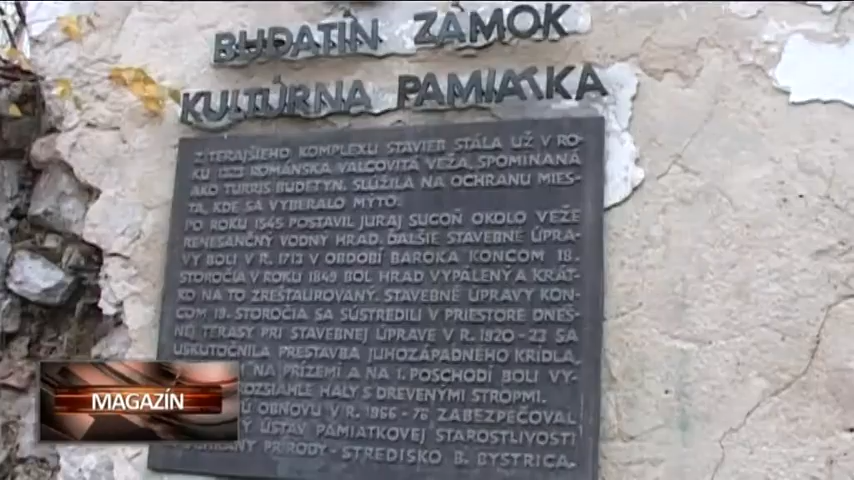 BUDATÍN ZÁMOK
KULTÚRNA PAMIATKA
Z TERAJŠIEHO KOMPLEXU STAVIEB STÁLA UŽ V RO-
KU 1323 ROMÁNSKA VALCOVITÁ VEŽA, SPOMINANÁ
AKO TURRIS BUDETYN. SLÚŽILA NA OCHRANU MIES-
TA, KDE SA VYBERALO MÝTO.
PO ROKU 1545 POSTAVIL JURAJ SUĎOŇ OKOLO VEŽE
RENESANČNÝ VODNÝ HRAD. ĎALŠIE STAVEBNÉ ÚPRA-
VY BOLI V R. 1713 A V OBDOBÍ BAROKA KONCOM 18.
STOROČIA V ROKU 1849 BOL HRAD VYPÁLENÝ A KRÁT-
KO NA TO ZREŠTAUROVANÝ. STAVEBNÉ ÚPRAVY KON-
COM 19. STOROČIA SA SÚSTREDILI V PRIESTORE DNEŠ-
NEJ TERASY PRI STAVEBNEJ ÚPRAVE V R. 1920 - 23 SA
USKUTOČNILA PRESTAVBA JUHOZÁPADNÉHO KRÍDLA,
NA PRÍZEMÍ A NA 1. POSCHODÍ BOLI VY-
ROZSIAHLE HALY S DREVENÝMI STROPMI.
OBNOVU V R. 1966 - 76 ZABEZPEČOVAL
ÚSTAV PAMIATKOVEJ STAROSTLIVOSTI
PRÍRODY - STREDISKO B. BYSTRICA.
MAGAZÍN